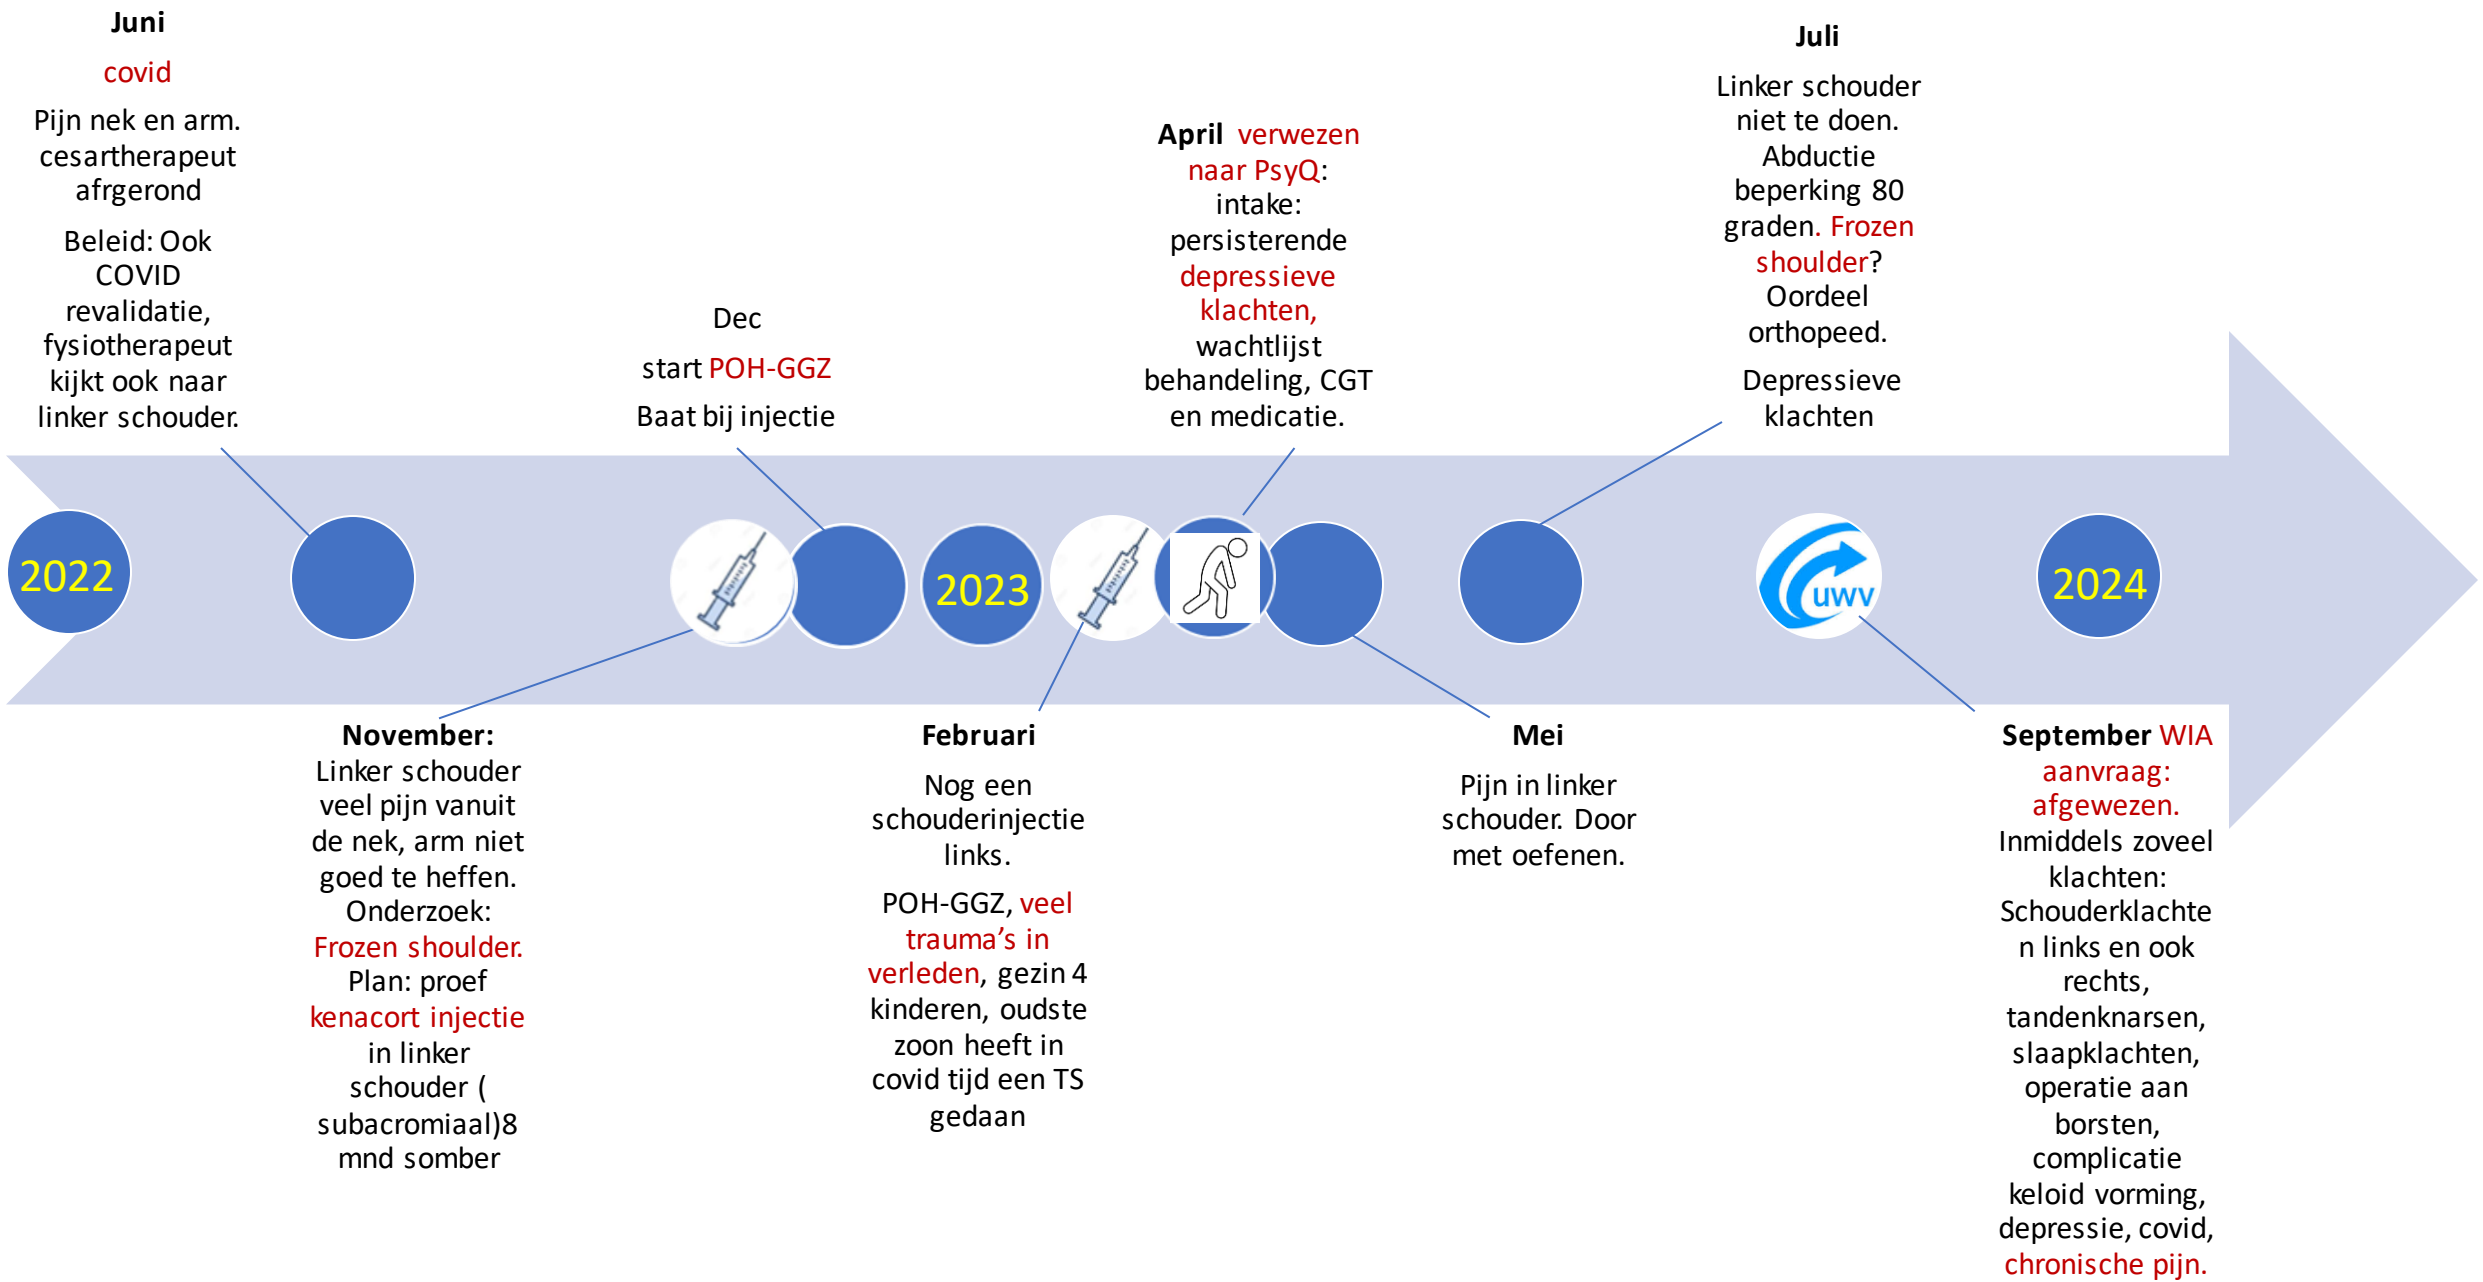 Juni
covid
Pijn nek en arm.
cesartherapeut
afrgerond
Beleid: Ook
COVID
revalidatie,
fysiotherapeut
kijkt ook naar
linker schouder.
Dec
start POH-GGZ
Baat bij injectie
April verwezen
naar PsyQ:
intake:
persisterende
depressieve
klachten,
wachtlijst
behandeling, CGT
en medicatie.
Juli
Linker schouder
niet te doen.
Abductie
beperking 80
graden. Frozen
shoulder?
Oordeel
orthopeed.
Depressieve
klachten
2022
2023
uwv
2024
November:
Linker schouder
veel pijn vanuit
de nek, arm niet
goed te heffen.
Onderzoek:
Frozen shoulder.
Plan: proef
kenacort injectie
in linker
schouder (
subacromiaal)8
mnd somber
Februari
Nog een
schouderinjectie
links.
POH-GGZ, veel
trauma’s in
verleden, gezin 4
kinderen, oudste
zoon heeft in
covid tijd een TS
gedaan
Mei
Pijn in linker
schouder. Door
met oefenen.
September WIA
aanvraag:
afgewezen.
Inmiddels zoveel
klachten:
Schouderklachte
n links en ook
rechts,
tandenknarsen,
slaapklachten,
operatie aan
borsten,
complicatie
keloid vorming,
depressie, covid,
chronische pijn.